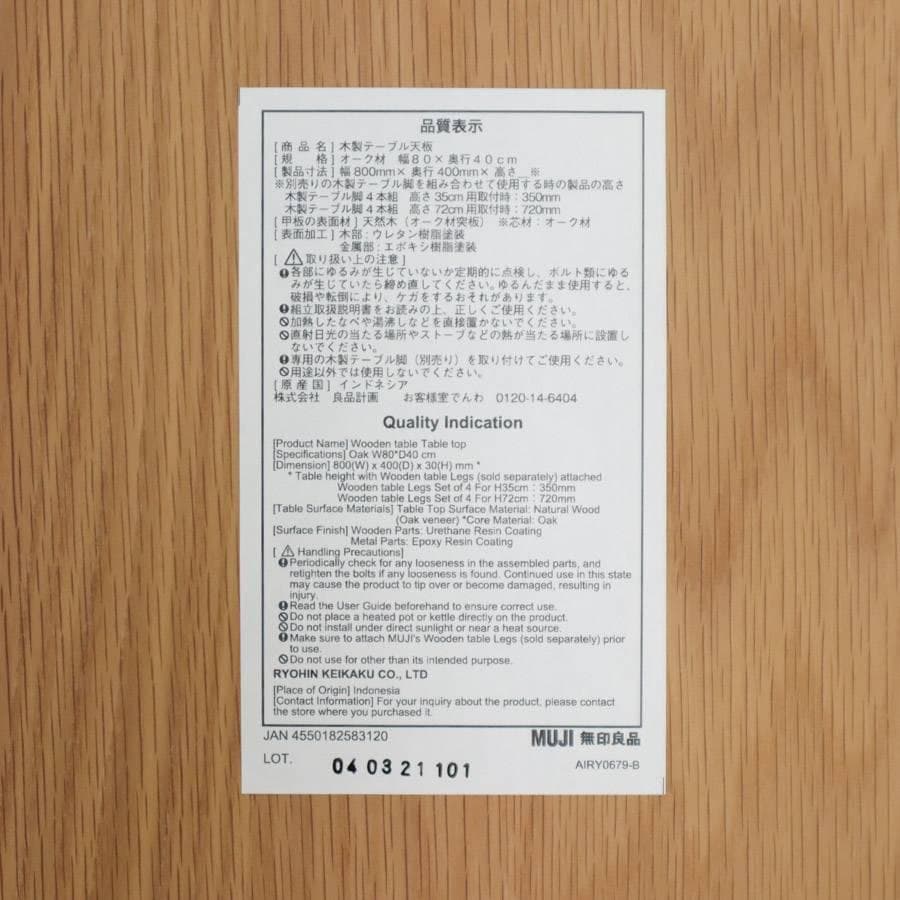 品質表示
[ 商 品 名 ] 木製テーブル天板
[ 規 　 格 ] オーク材　幅８０× 奥行４０ｃｍ
[ 製品寸法 ] 幅 800mm× 奥行 400mm× 高さ＿※
※別売りの木製テーブル脚を組み合わせて使用する時の製品の高さ
木製テーブル脚４本組　高さ 35cm 用取付時：350mm
木製テーブル脚４本組　高さ 72cm 用取付時：720mm
[ 甲板の表面材 ] 天然木（オーク材突板）　※芯材：オーク材
[ 表面加工 ] 木部：ウレタン樹脂塗装
金属部：エポキシ樹脂塗装
[ ⚠ 取り扱い上の注意 ]
各部にゆるみが生じていないか定期的に点検し、ボルト類にゆる
みが生じていたら締め直してください。ゆるんだまま使用すると、
破損や転倒により、ケガをするおそれがあります。
組立取扱説明書をお読みの上、正しくご使用ください。
加熱したなべや湯沸しなどを直接置かないでください。
直射日光の当たる場所やストーブなどの熱が当たる場所に設置し
ないでください。
専用の木製テーブル脚（別売り）を取り付けてご使用ください。
用途以外では使用しないでください。
[ 原 産 国 ] インドネシア
株式会社　良品計画　　お客様室でんわ　0120-14-6404
Quality Indication
[Product Name] Wooden table Table top
[Specifications] Oak W80*D40 cm
[Dimension] 800(W) x 400(D) x 30(H) mm *
* Table height with Wooden table Legs (sold separately) attached
Wooden table Legs Set of 4 For H35cm：350mm
Wooden table Legs Set of 4 For H72cm：720mm
[Table Surface Materials] Table Top Surface Material: Natural Wood
(Oak veneer) *Core Material: Oak
[Surface Finish] Wooden Parts: Urethane Resin Coating
Metal Parts: Epoxy Resin Coating
[ ⚠ Handling Precautions]
Periodically check for any looseness in the assembled parts, and
retighten the bolts if any looseness is found. Continued use in this state
may cause the product to tip over or become damaged, resulting in
injury.
Read the User Guide beforehand to ensure correct use.
Do not place a heated pot or kettle directly on the product.
Do not install under direct sunlight or near a heat source.
Make sure to attach MUJI's Wooden table Legs (sold separately) prior
to use.
Do not use for other than its intended purpose.
RYOHIN KEIKAKU CO., LTD
[Place of Origin] Indonesia
[Contact Information] For your inquiry about the product, please contact
the store where you purchased it.
JAN 4550182583120
MUJI 無印良品
LOT. 04 03 21 101
AIRY0679-B